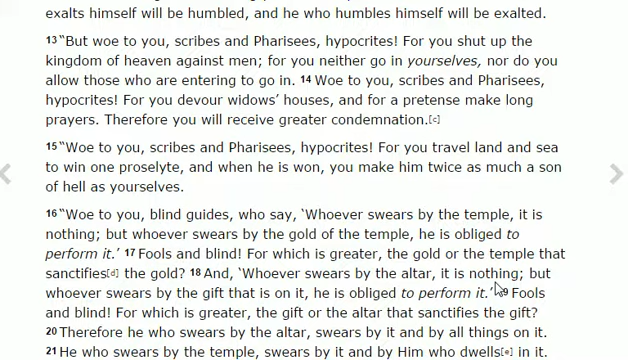 exalts himself will be humbled, and he who humbles himself will be exalted.
13 "But woe to you, scribes and Pharisees, hypocrites! For you shut up the
kingdom of heaven against men; for you neither go in yourselves, nor do you
allow those who are entering to go in. 14 Woe to you, scribes and Pharisees,
hypocrites! For you devour widows' houses, and for a pretense make long
prayers. Therefore you will receive greater condemnation.[c]
15 "Woe to you, scribes and Pharisees, hypocrites! For you travel land and sea
to win one proselyte, and when he is won, you make him twice as much a son
of hell as yourselves.
16 "Woe to you, blind guides, who say, 'Whoever swears by the temple, it is
nothing; but whoever swears by the gold of the temple, he is obliged to
perform it.' 17 Fools and blind! For which is greater, the gold or the temple that
sanctifies[d] the gold? 18 And, 'Whoever swears by the altar, it is nothing; but
whoever swears by the gift that is on it, he is obliged to perform it.' 9 Fools
and blind! For which is greater, the gift or the altar that sanctifies the gift?
20 Therefore he who swears by the altar, swears by it and by all things on it.
21 He who swears by the temple, swears by it and by Him who dwells[e] in it.